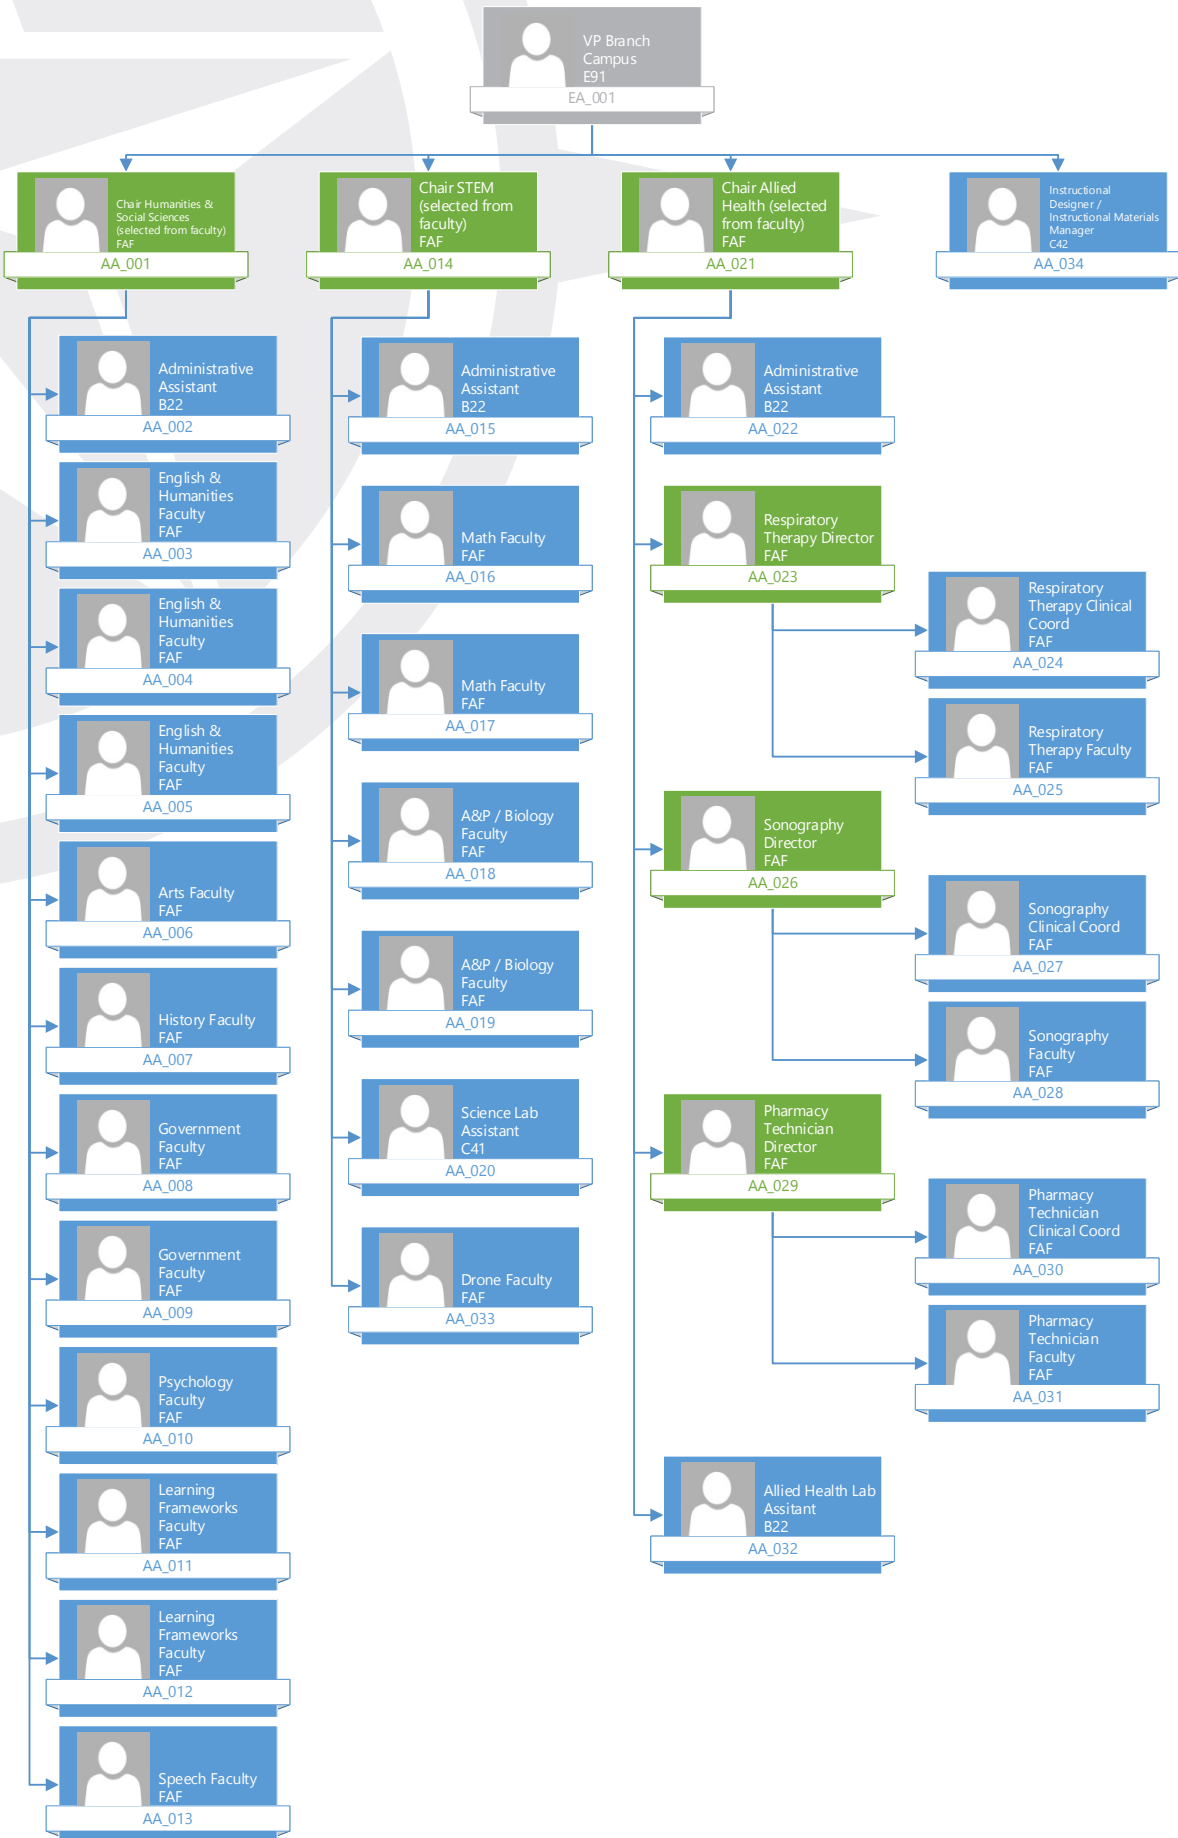 VP Branch
Campus
E91
EA_001
Chair Humanities &
Social Sciences
(selected from faculty)
FAF
AA_001
Chair STEM
(selected from
faculty)
FAF
AA_014
Chair Allied
Health (selected
from faculty)
FAF
AA_021
Instructional
Designer /
Instructional Materials
Manager
C42
AA_034
Administrative
Assistant
B22
AA_002
English &
Humanities
Faculty
FAF
AA_003
English &
Humanities
Faculty
FAF
AA_004
English &
Humanities
Faculty
FAF
AA_005
Arts Faculty
FAF
AA_006
History Faculty
FAF
AA_007
Government
Faculty
FAF
AA_008
Government
Faculty
FAF
AA_009
Psychology
Faculty
FAF
AA_010
Learning
Frameworks
Faculty
FAF
AA_011
Learning
Frameworks
Faculty
FAF
AA_012
Speech Faculty
FAF
AA_013
Administrative
Assistant
B22
AA_015
Math Faculty
FAF
AA_016
Math Faculty
FAF
AA_017
A&P / Biology
Faculty
FAF
AA_018
A&P / Biology
Faculty
FAF
AA_019
Science Lab
Assistant
C41
AA_020
Drone Faculty
FAF
AA_033
Administrative
Assistant
B22
AA_022
Respiratory
Therapy Director
FAF
AA_023
Respiratory
Therapy Clinical
Coord
FAF
AA_024
Respiratory
Therapy Faculty
FAF
AA_025
Sonography
Director
FAF
AA_026
Sonography
Clinical Coord
FAF
AA_027
Sonography
Faculty
FAF
AA_028
Pharmacy
Technician
Director
FAF
AA_029
Pharmacy
Technician
Clinical Coord
FAF
AA_030
Pharmacy
Technician
Faculty
FAF
AA_031
Allied Health Lab
Assitant
B22
AA_032